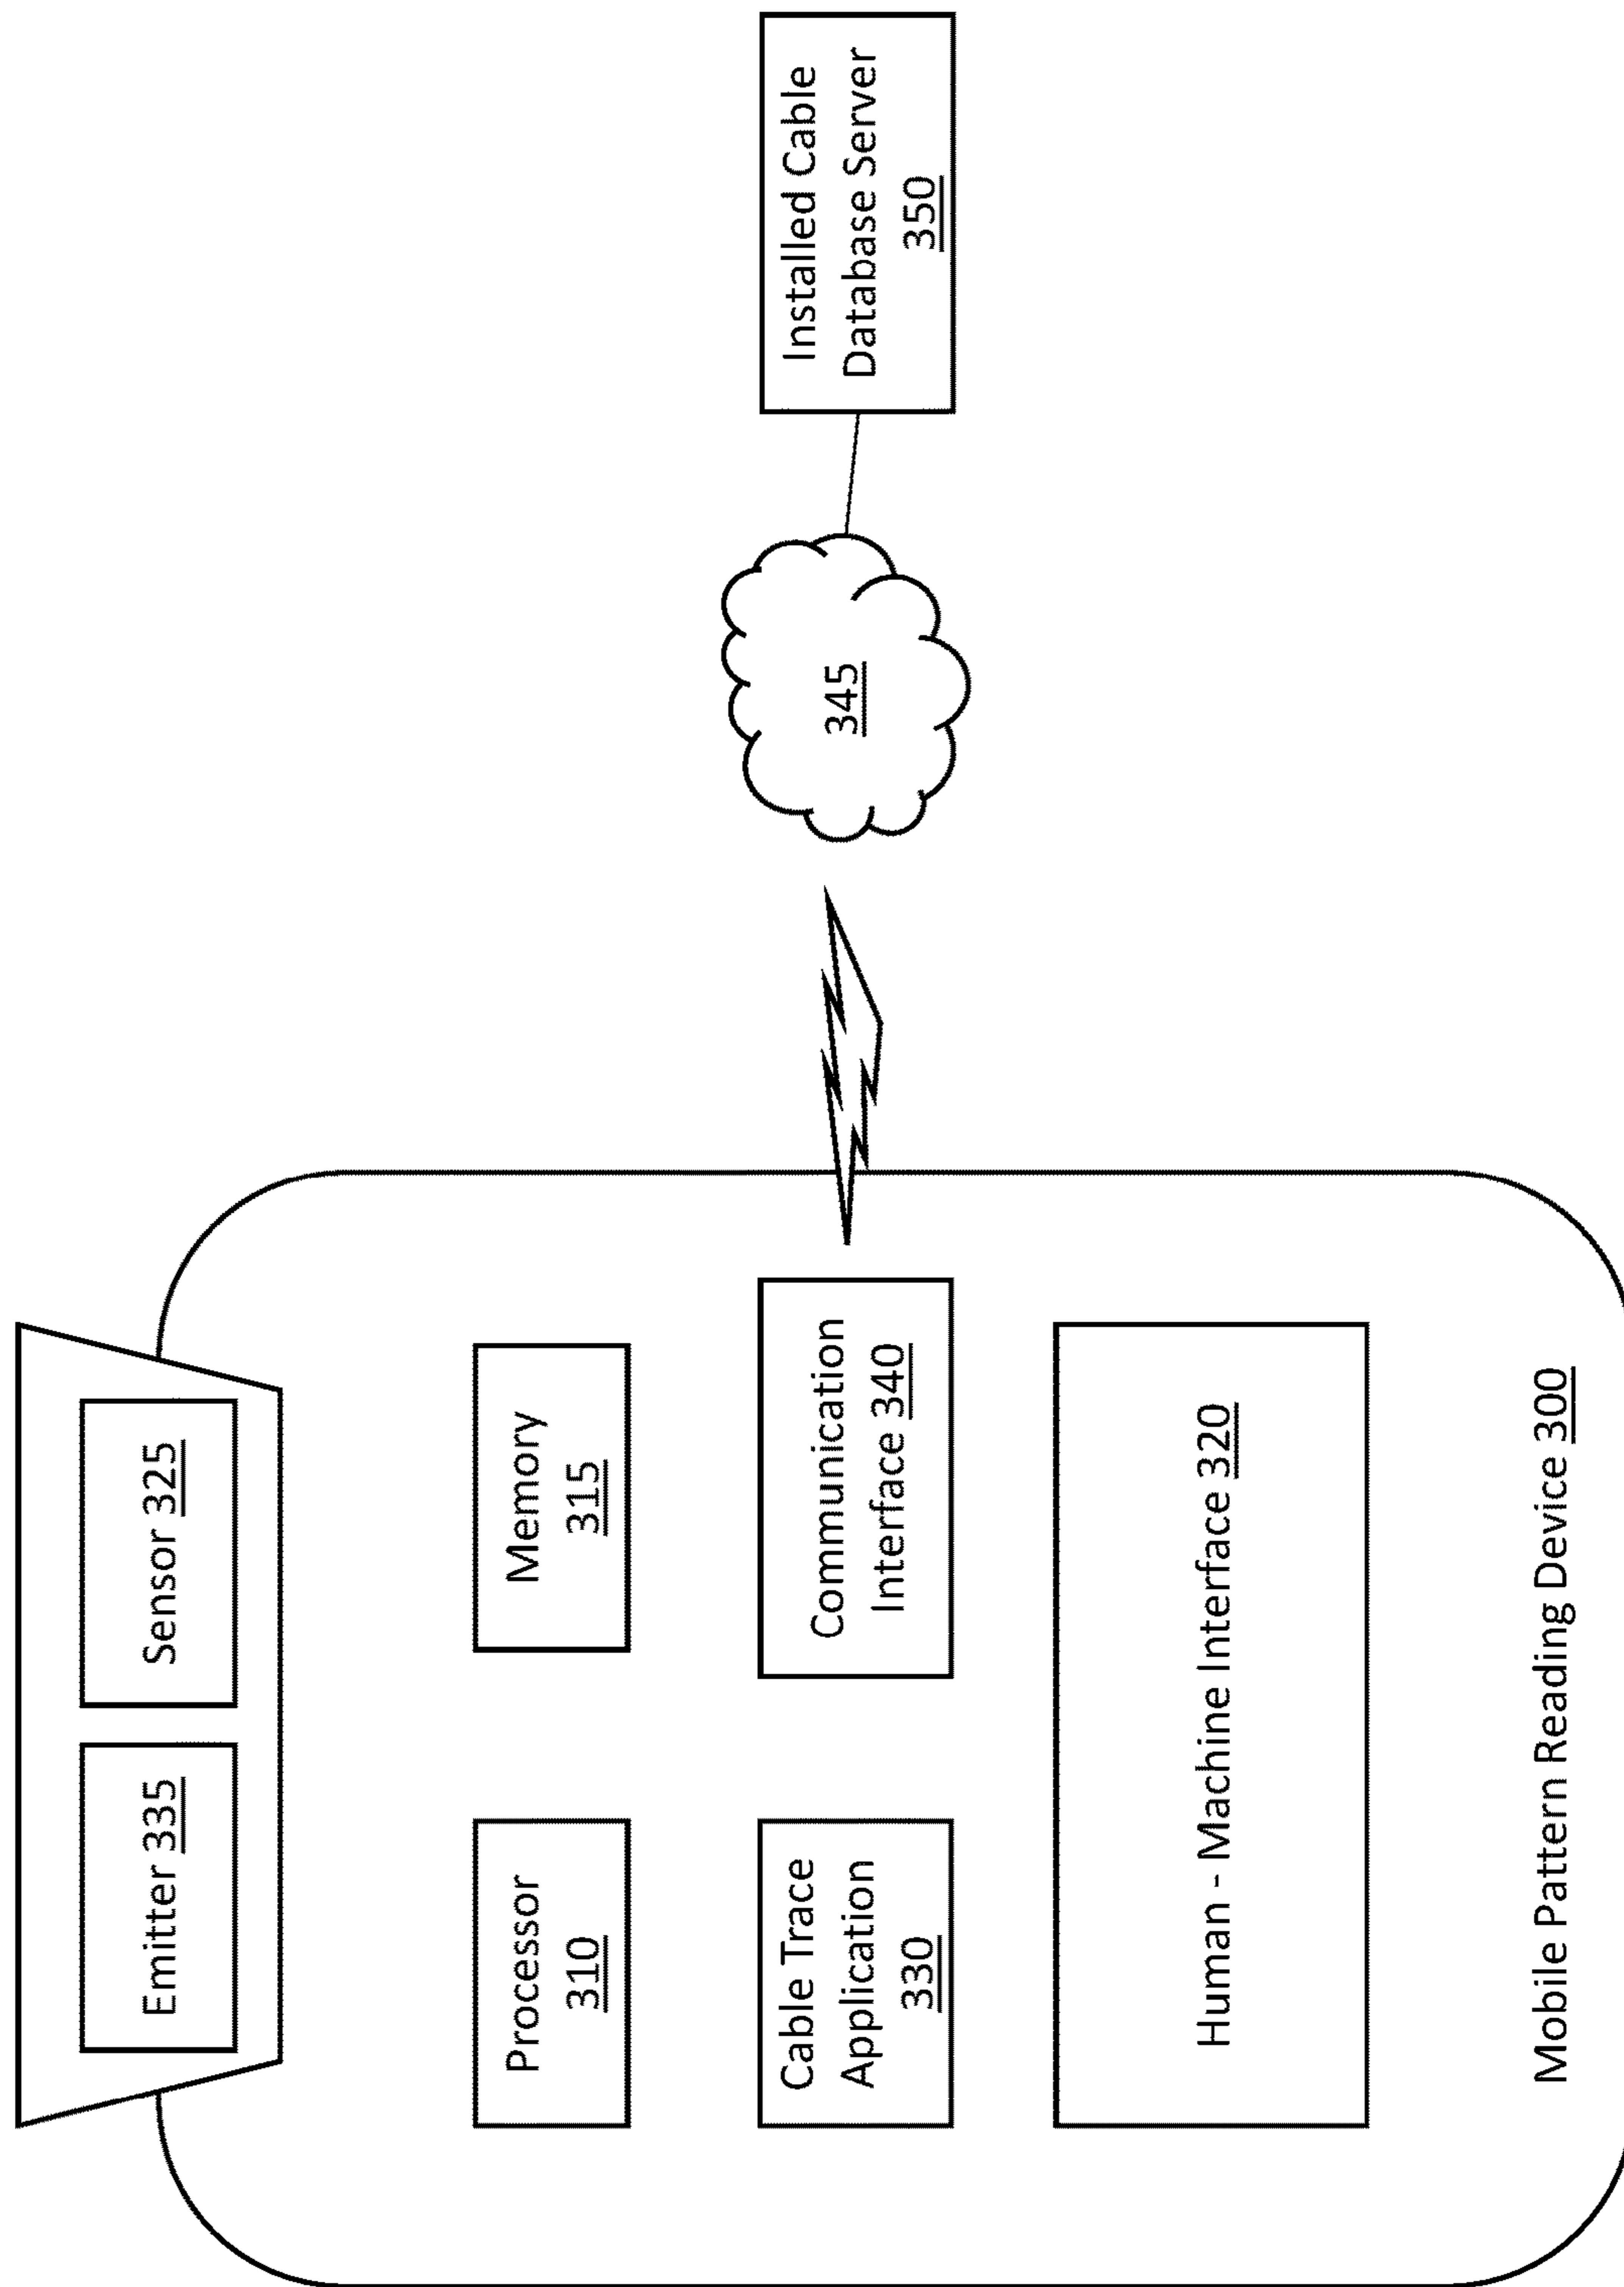 Emitter 335
Sensor 325
Processor
310
Memory
315
Cable Trace
Application
330
Communication
Interface 340
345
Installed Cable
Database Server
350
Human - Machine Interface 320
Mobile Pattern Reading Device 300